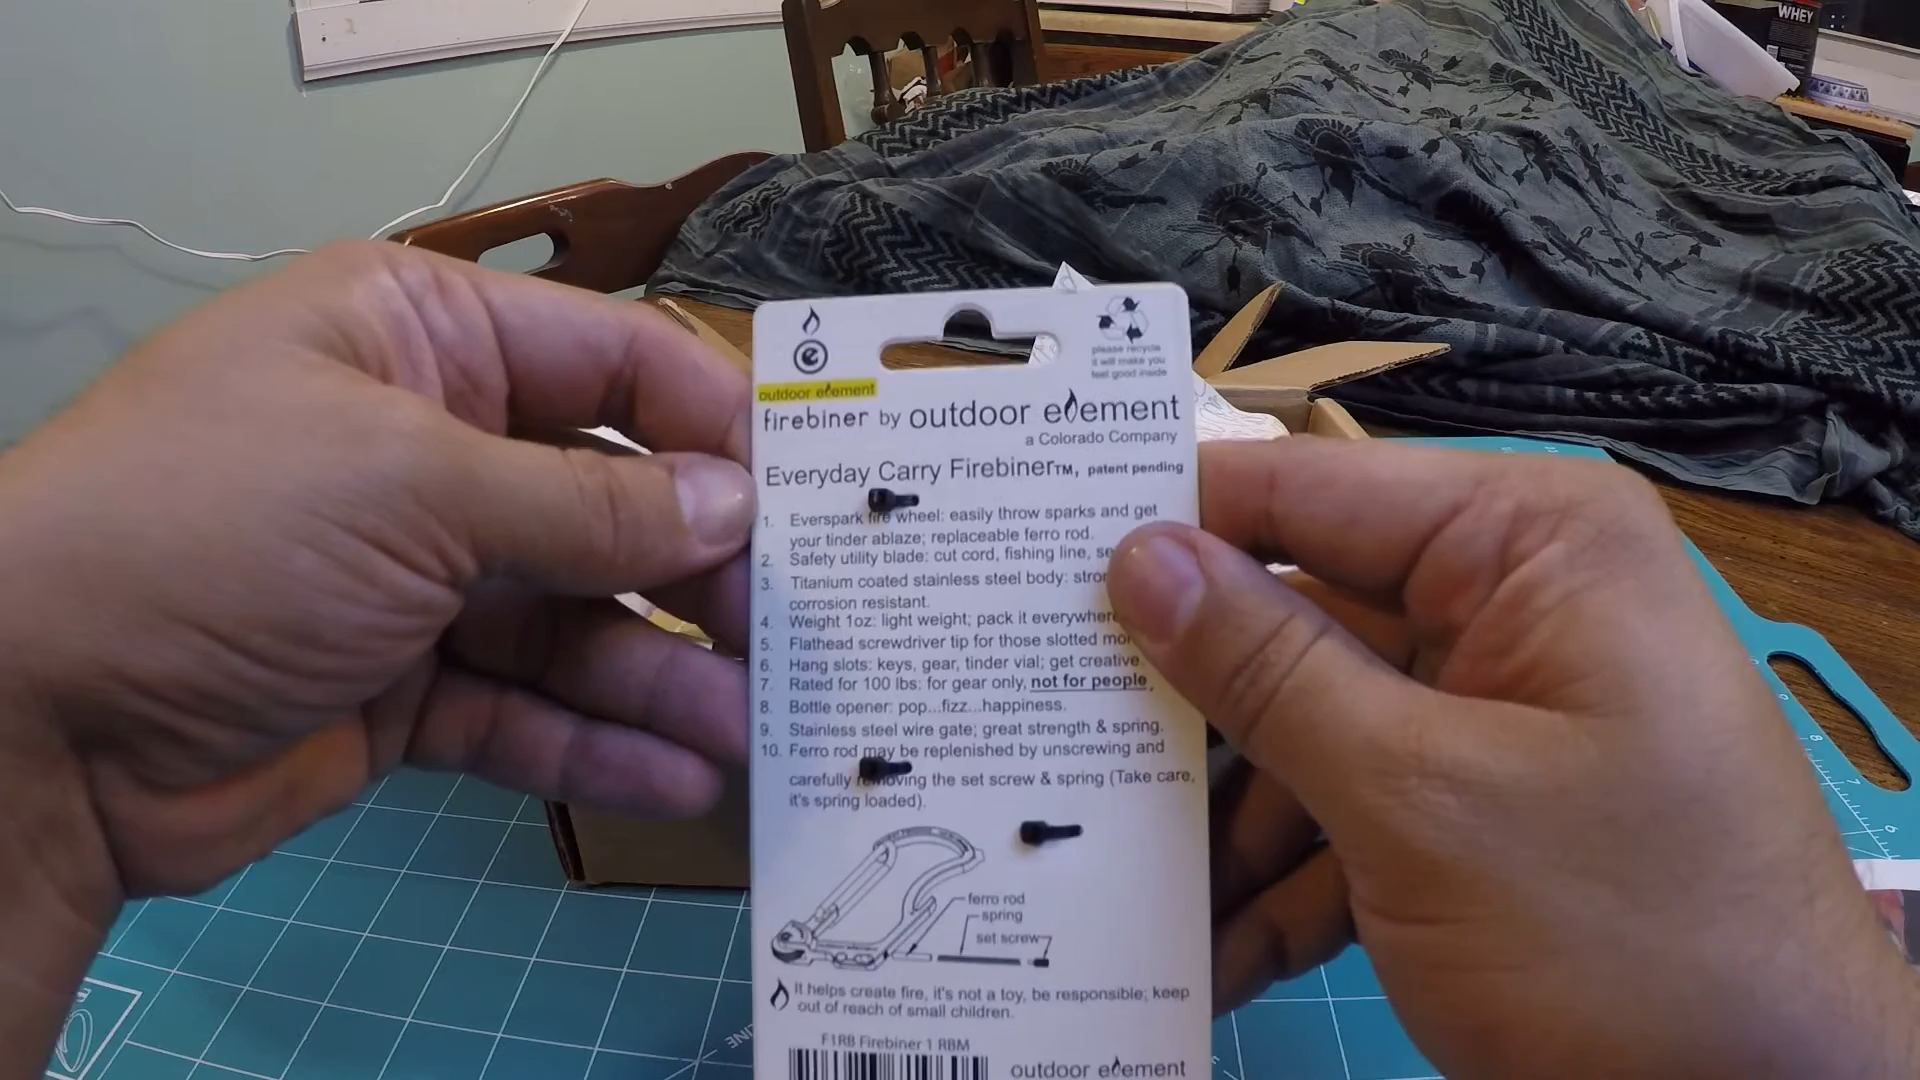 WHEY
please recycle
it will make you
feel good inside
outdoor element
firebiner by outdoor element
a Colorado Company
Everyday Carry Firebiner™, patent pending
1. Everspark fire wheel: easily throw sparks and get
your tinder ablaze; replaceable ferro rod.
2. Safety utility blade: cut cord, fishing line,
3. Titanium coated stainless steel body:
corrosion resistant.
4. Weight 1oz: light weight; pack it
5. Flathead screwdriver tip for those slotted
6. Hang slots: keys, gear, tinder vial; get creative.
7. Rated for 100 lbs: for gear only, not for people.
8. Bottle opener: pop...fizz...happiness.
9. Stainless steel wire gate; great strength & spring.
10. Ferro rod may be replenished by unscrewing and
carefully removing the set screw & spring (Take care,
it's spring loaded).
ferro rod
spring
set screw
It helps create fire, it's not a toy, be responsible; keep
out of reach of small children.
F1RB Firebiner 1 RBM
outdoor element
8
7
6